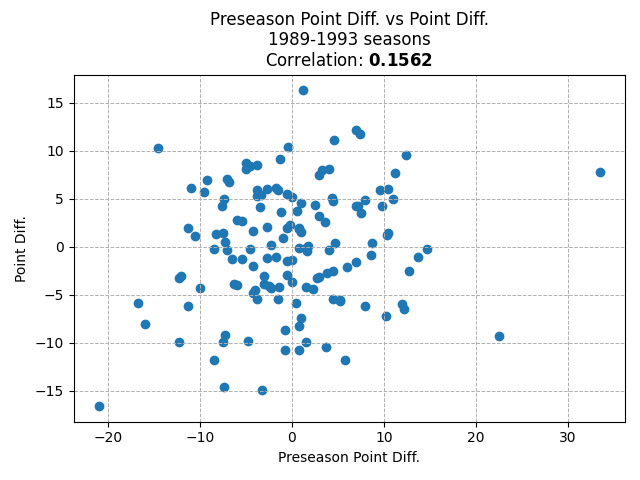 Preseason Point Diff. vs Point Diff.
1989-1993 seasons
Correlation: 0.1562
15
10
5
0
−5
−10
−15
Point Diff.
−20 −10 0 10 20 30
Preseason Point Diff.